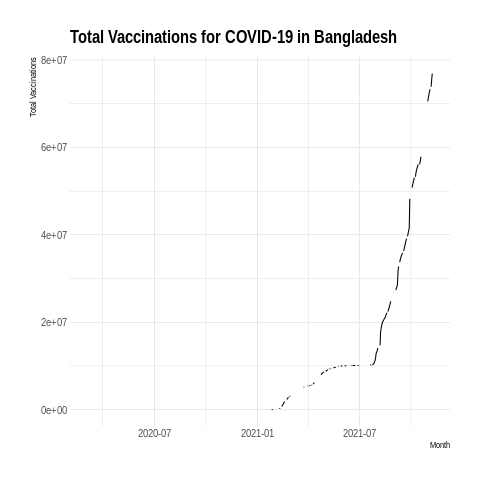 Total Vaccinations for COVID-19 in Bangladesh
Total Vaccinations
8e+07
6e+07
4e+07
2e+07
0e+00
2020-07
2021-01
2021-07
Month